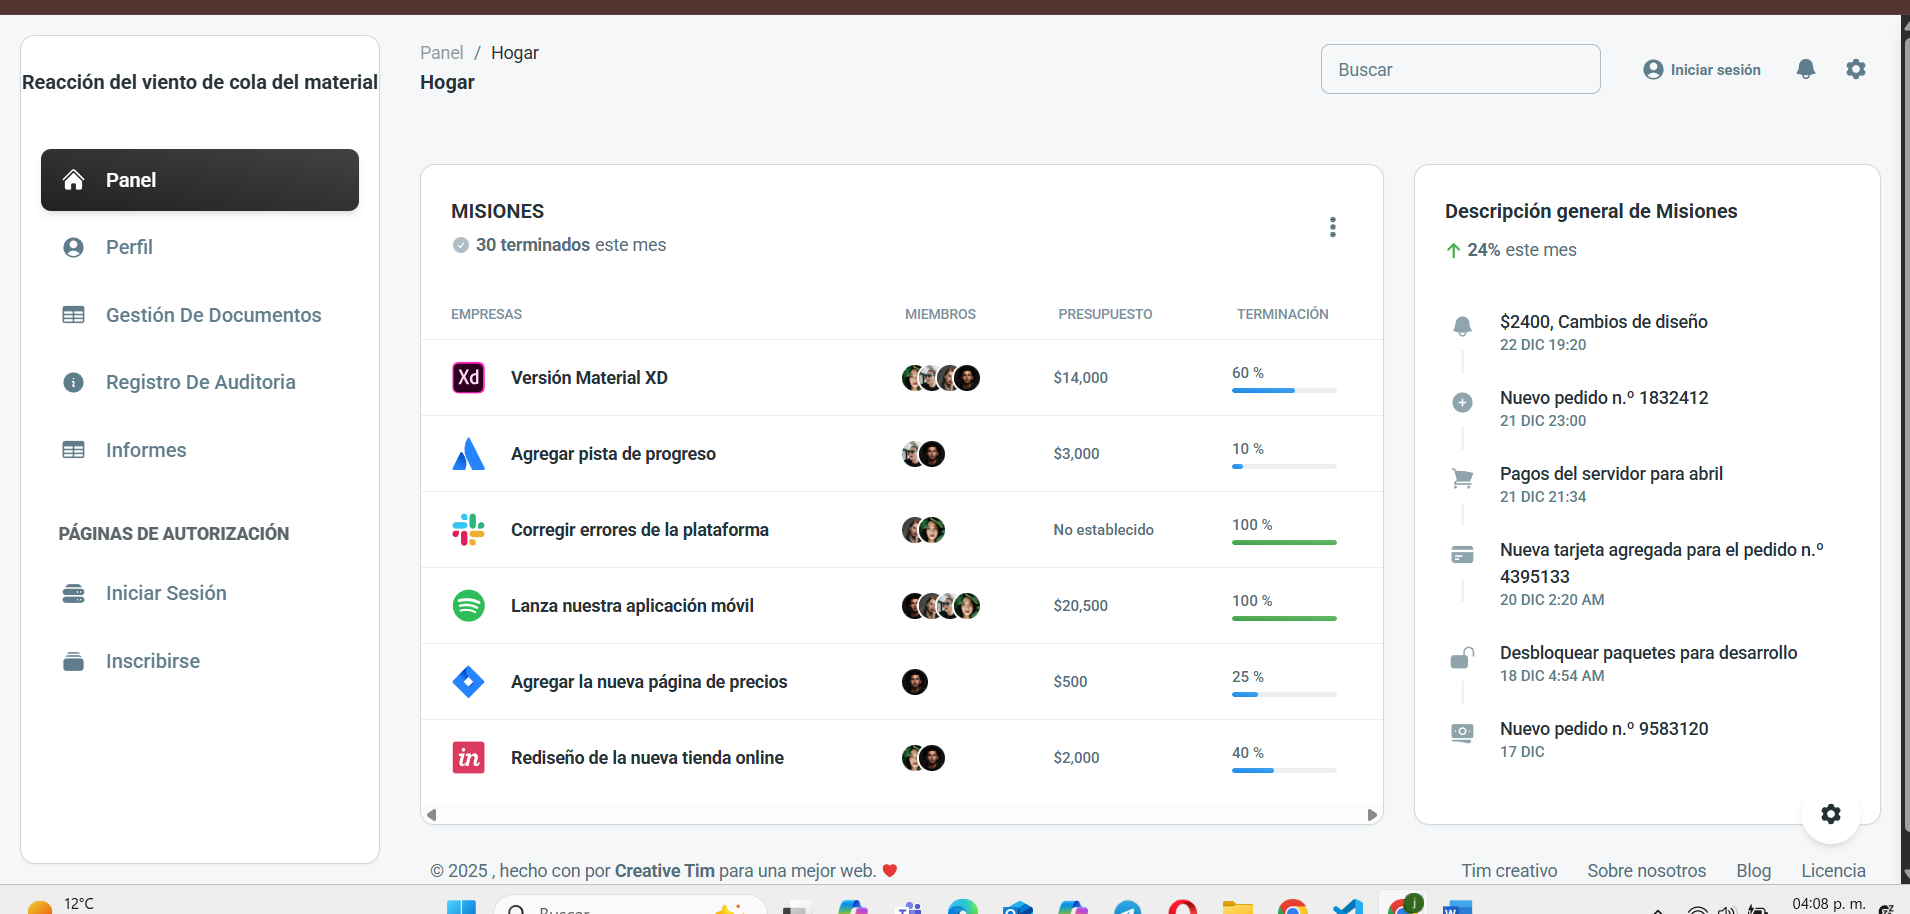 Reacción del viento de cola del material
Panel
Perfil
Gestión De Documentos
Registro De Auditoria
Informes
PÁGINAS DE AUTORIZACIÓN
Iniciar Sesión
Inscribirse
Panel / Hogar
Hogar
Buscar
Iniciar sesión
MISIONES
30 terminados este mes
EMPRESAS MIEMBROS PRESUPUESTO TERMINACIÓN
Xd Versión Material XD $14,000 60 %
Agregar pista de progreso $3,000 10 %
Corregir errores de la plataforma No establecido 100 %
Lanza nuestra aplicación móvil $20,500 100 %
Agregar la nueva página de precios $500 25 %
in Rediseño de la nueva tienda online $2,000 40 %
Descripción general de Misiones
24% este mes
$2400, Cambios de diseño
22 DIC 19:20
Nuevo pedido n.º 1832412
21 DIC 23:00
Pagos del servidor para abril
21 DIC 21:34
Nueva tarjeta agregada para el pedido n.º
4395133
20 DIC 2:20 AM
Desbloquear paquetes para desarrollo
18 DIC 4:54 AM
Nuevo pedido n.º 9583120
17 DIC
© 2025 , hecho con por Creative Tim para una mejor web.
Tim creativo Sobre nosotros Blog Licencia
12°C
Buscar
04:08 p. m.